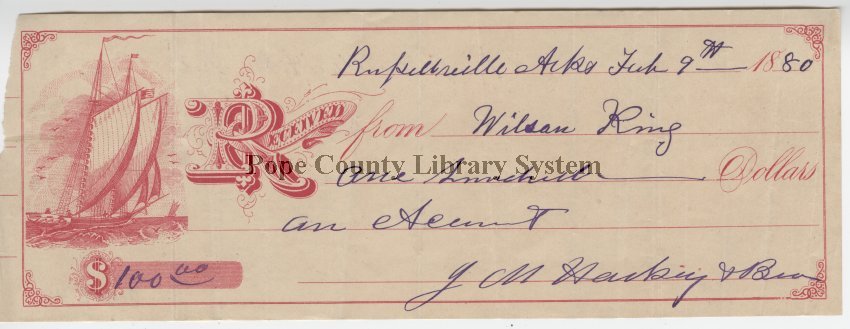 Russellville Arks Feb 9th 1880
Received from Wilson King
Pope County Library System
One Hundred Dollars
on Account
$100.00
J M Harkey & Bro